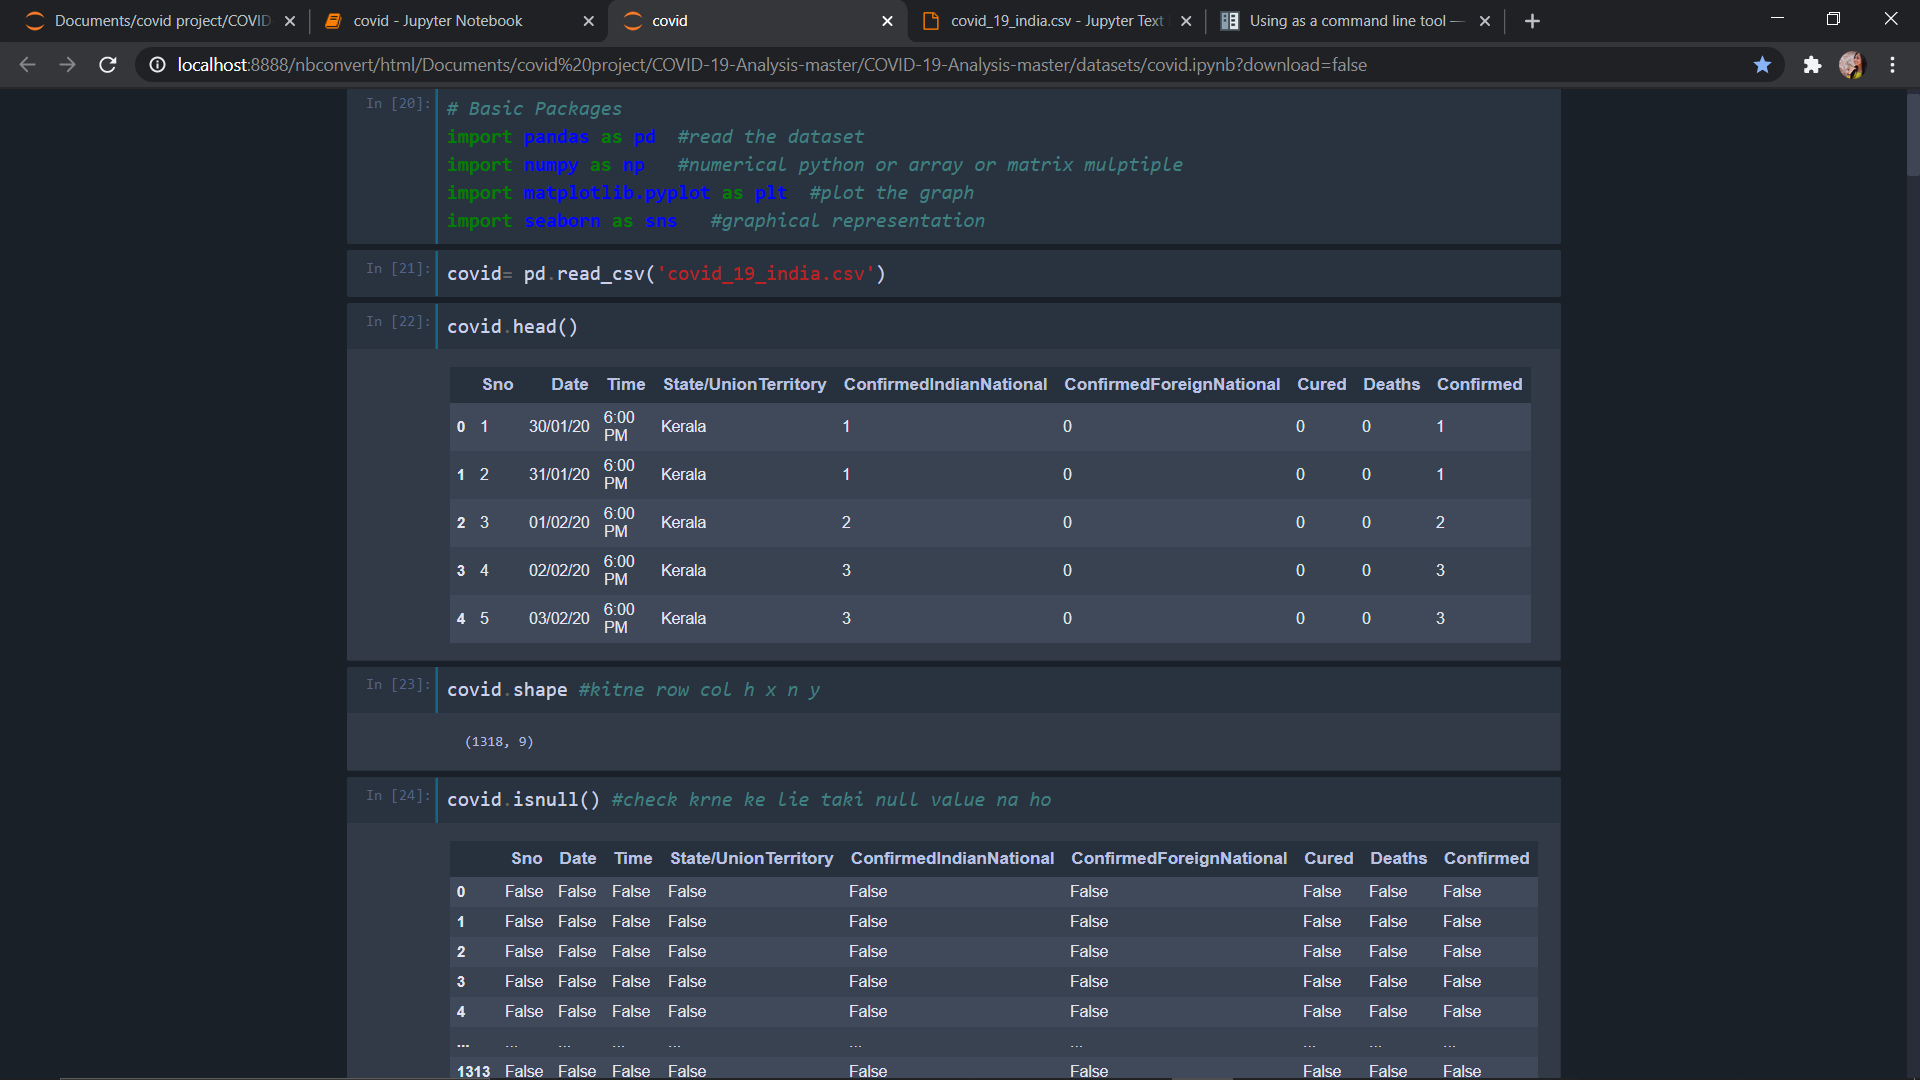 Documents/covid project/COVID
covid - Jupyter Notebook
covid
covid_19_india.csv - Jupyter Text
Using as a command line tool —
localhost:8888/nbconvert/html/Documents/covid%20project/COVID-19-Analysis-master/COVID-19-Analysis-master/datasets/covid.ipynb?download=false
In [20]:
# Basic Packages
import pandas as pd #read the dataset
import numpy as np #numerical python or array or matrix mulptiple
import matplotlib.pyplot as plt #plot the graph
import seaborn as sns #graphical representation
In [21]: covid= pd.read_csv('covid_19_india.csv')
In [22]: covid.head()
Sno Date Time State/UnionTerritory ConfirmedIndianNational ConfirmedForeignNational Cured Deaths Confirmed
0 1 30/01/20 6:00 PM Kerala 1 0 0 0 1
1 2 31/01/20 6:00 PM Kerala 1 0 0 0 1
2 3 01/02/20 6:00 PM Kerala 2 0 0 0 2
3 4 02/02/20 6:00 PM Kerala 3 0 0 0 3
4 5 03/02/20 6:00 PM Kerala 3 0 0 0 3
In [23]: covid.shape #kitne row col h x n y
(1318, 9)
In [24]: covid.isnull() #check krne ke lie taki null value na ho
Sno Date Time State/UnionTerritory ConfirmedIndianNational ConfirmedForeignNational Cured Deaths Confirmed
0 False False False False False False False False False
1 False False False False False False False False False
2 False False False False False False False False False
3 False False False False False False False False False
4 False False False False False False False False False
... ... ... ... ... ... ... ... ... ...
1313 False False False False False False False False False